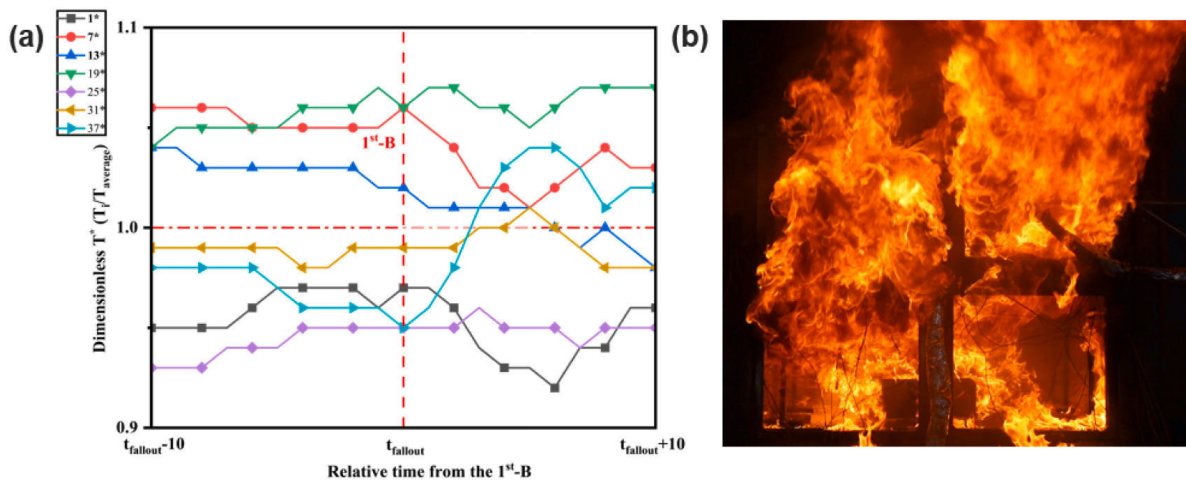 (a)
1*
7*
13*
19*
25*
31*
37*
1.1
1.0
0.9
Dimensionless T* (Ti/Taverage)
1st-B
tfallout-10
tfallout
tfallout+10
Relative time from the 1st-B
(b)